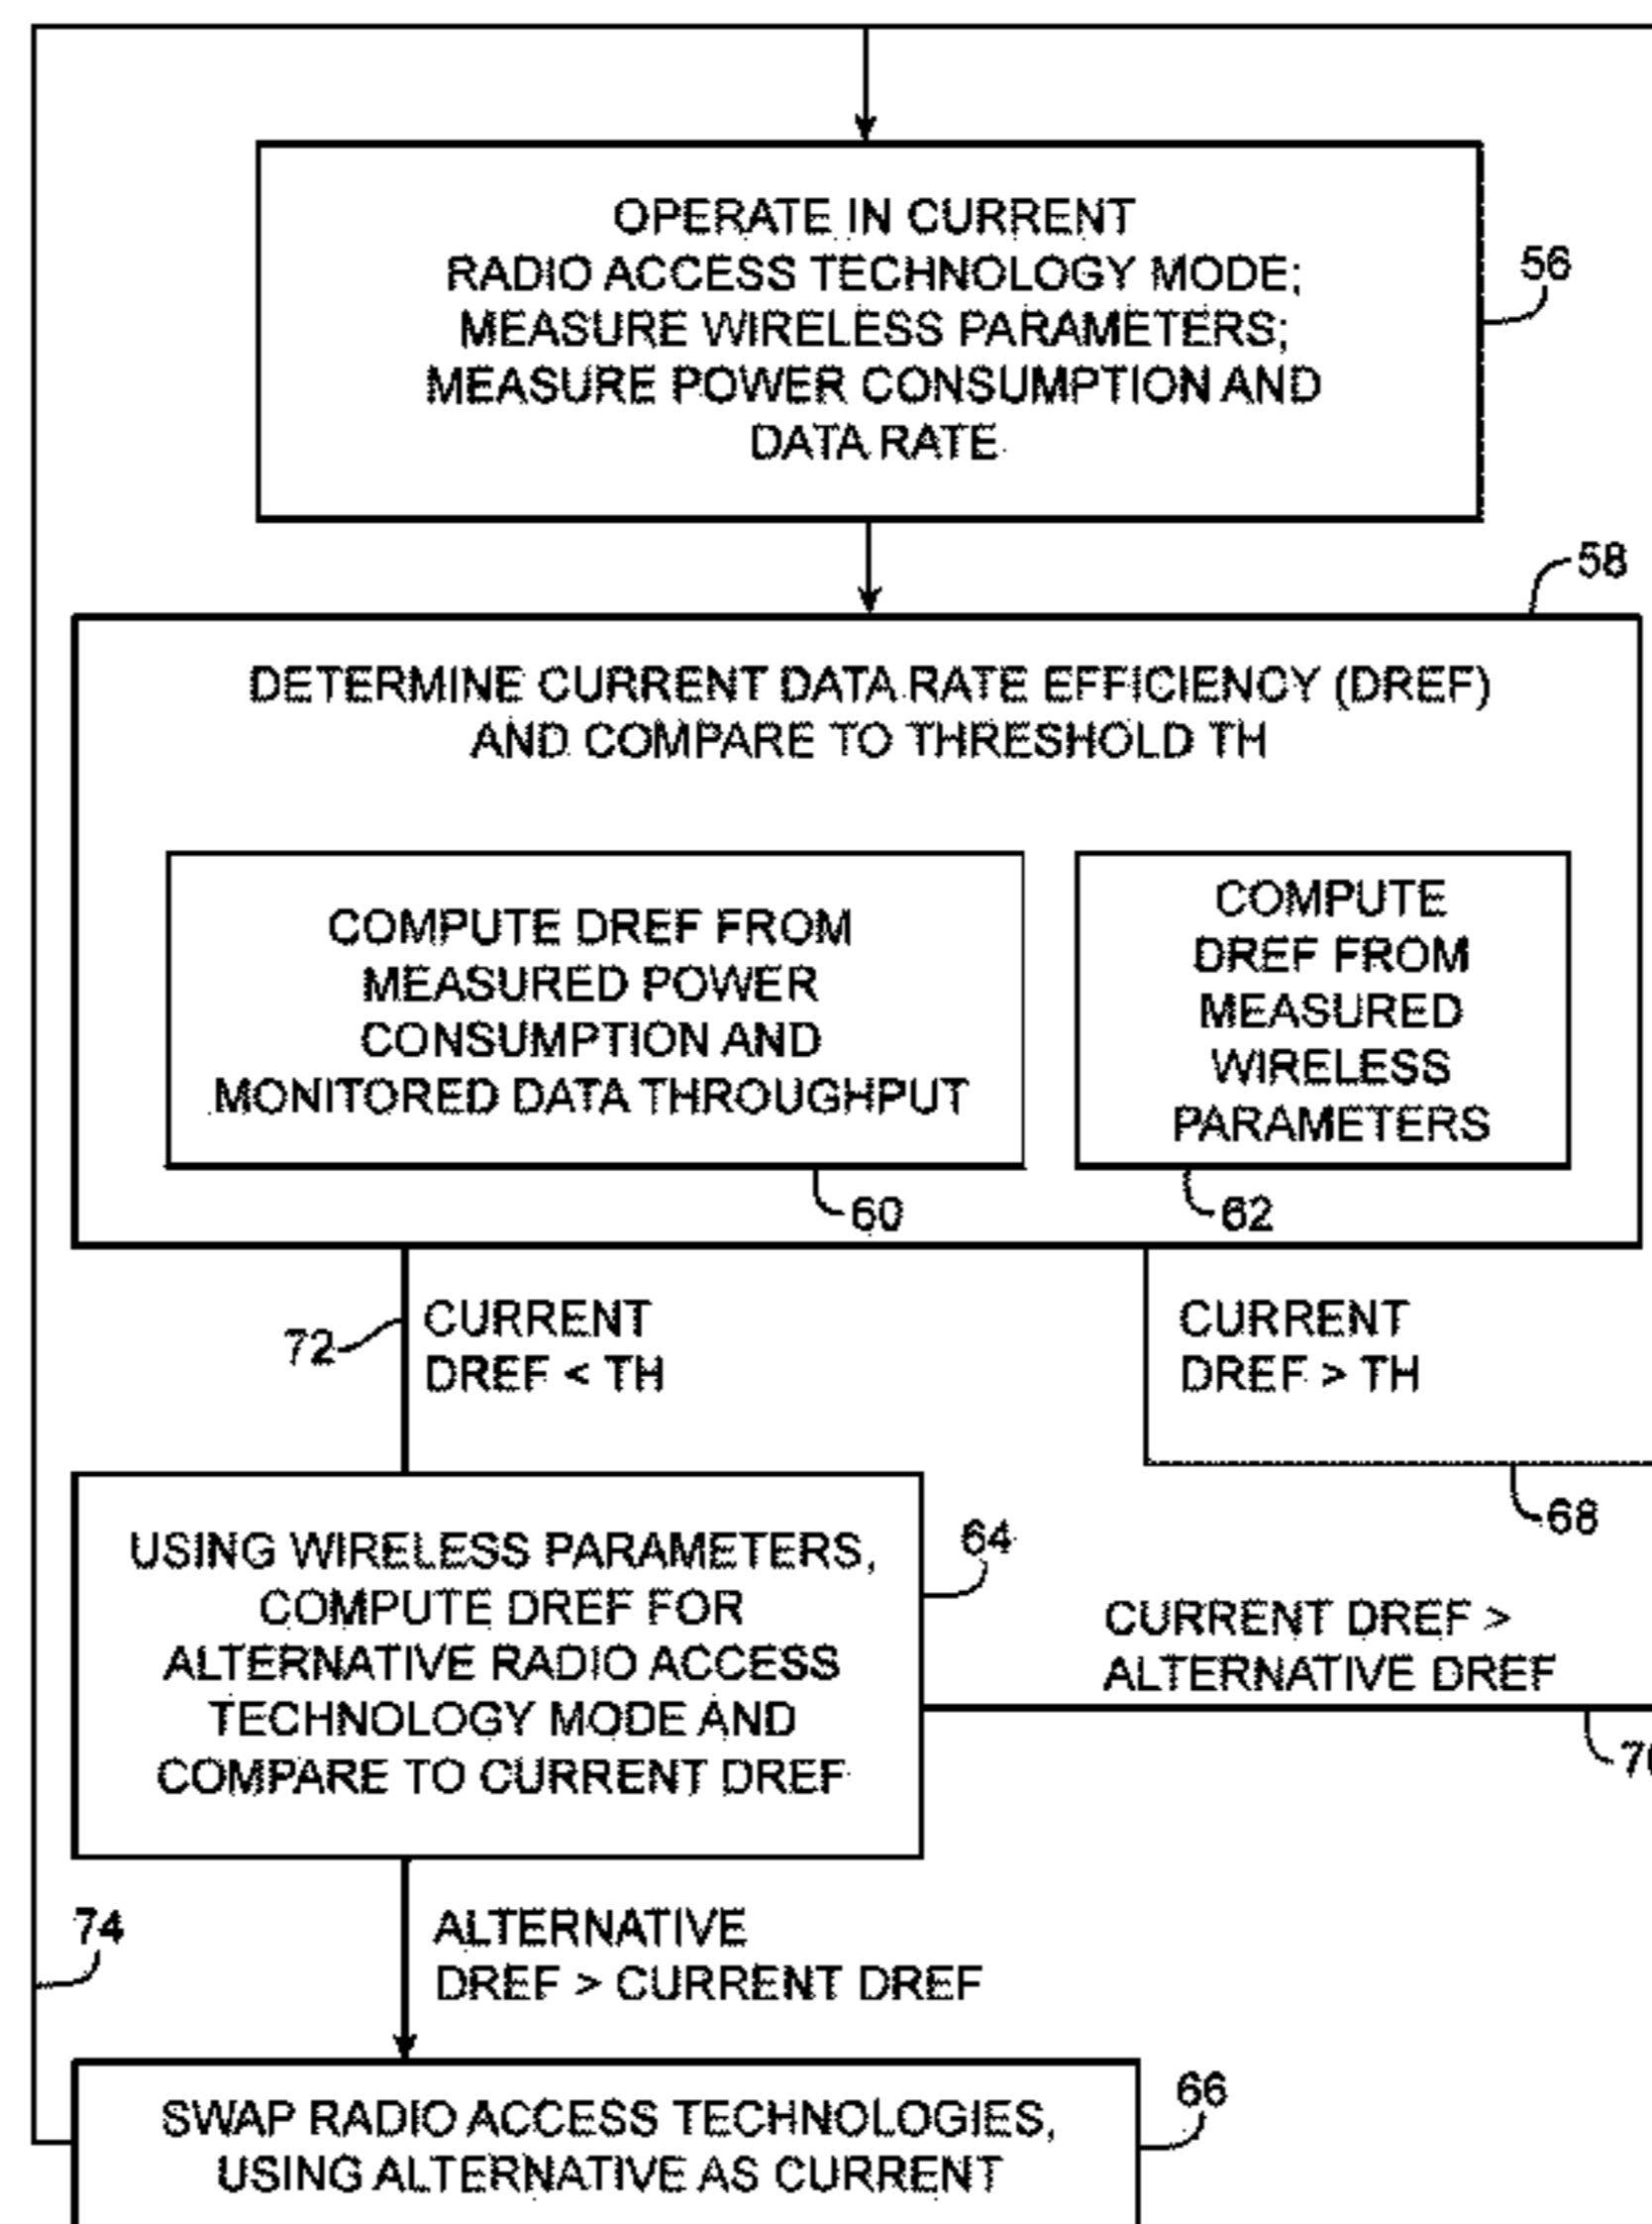 OPERATE IN CURRENT
RADIO ACCESS TECHNOLOGY MODE;
MEASURE WIRELESS PARAMETERS;
MEASURE POWER CONSUMPTION AND
DATA RATE
56
58
DETERMINE CURRENT DATA RATE EFFICIENCY (DREF)
AND COMPARE TO THRESHOLD TH
COMPUTE DREF FROM
MEASURED POWER
CONSUMPTION AND
MONITORED DATA THROUGHPUT
60
COMPUTE
DREF FROM
MEASURED
WIRELESS
PARAMETERS
62
72
CURRENT
DREF < TH
CURRENT
DREF > TH
68
USING WIRELESS PARAMETERS,
COMPUTE DREF FOR
ALTERNATIVE RADIO ACCESS
TECHNOLOGY MODE AND
COMPARE TO CURRENT DREF
64
CURRENT DREF >
ALTERNATIVE DREF
74
ALTERNATIVE
DREF > CURRENT DREF
SWAP RADIO ACCESS TECHNOLOGIES,
USING ALTERNATIVE AS CURRENT
66